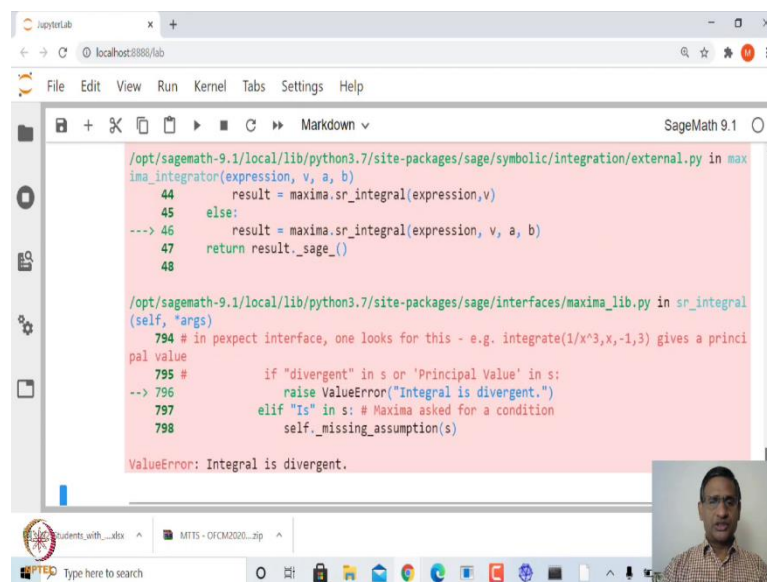 JupyterLab
localhost:8888/lab
M
File Edit View Run Kernel Tabs Settings Help
Markdown
SageMath 9.1
/opt/sagemath-9.1/local/lib/python3.7/site-packages/sage/symbolic/integration/external.py in max
ima_integrator(expression, v, a, b)
44 result = maxima.sr_integral(expression,v)
45 else:
---> 46 result = maxima.sr_integral(expression, v, a, b)
47 return result._sage_()
48
/opt/sagemath-9.1/local/lib/python3.7/site-packages/sage/interfaces/maxima_lib.py in sr_integral
(self, *args)
794 # in pexpect interface, one looks for this - e.g. integrate(1/x^3,x,-1,3) gives a princi
pal value
795 # if "divergent" in s or 'Principal Value' in s:
--> 796 raise ValueError("Integral is divergent.")
797 elif "Is" in s: # Maxima asked for a condition
798 self._missing_assumption(s)
ValueError: Integral is divergent.
Students_with_...xlsx
MTTS - OFCM2020...zip
Type here to search